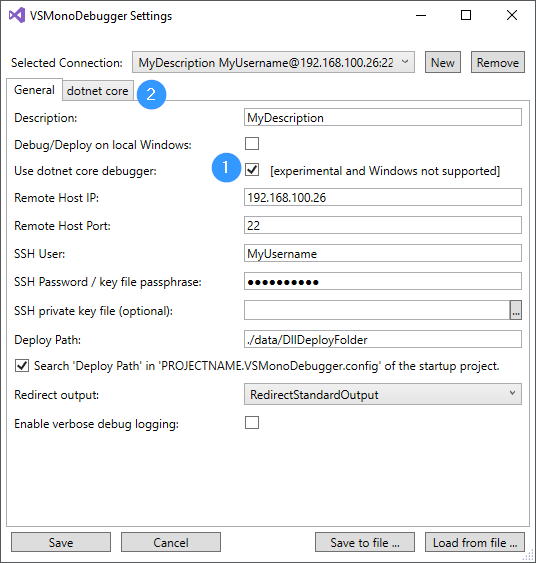 VSMonoDebugger Settings
Selected Connection: MyDescription MyUsername@192.168.100.26:22 New Remove
General dotnet core 2
Description: MyDescription
Debug/Deploy on local Windows:
Use dotnet core debugger: 1 [experimental and Windows not supported]
Remote Host IP: 192.168.100.26
Remote Host Port: 22
SSH User: MyUsername
SSH Password / key file passphrase: ●●●●●●●●●●
SSH private key file (optional): ...
Deploy Path: ./data/DllDeployFolder
Search 'Deploy Path' in 'PROJECTNAME.VSMonoDebugger.config' of the startup project.
Redirect output: RedirectStandardOutput
Enable verbose debug logging:
Save Cancel Save to file ... Load from file ...